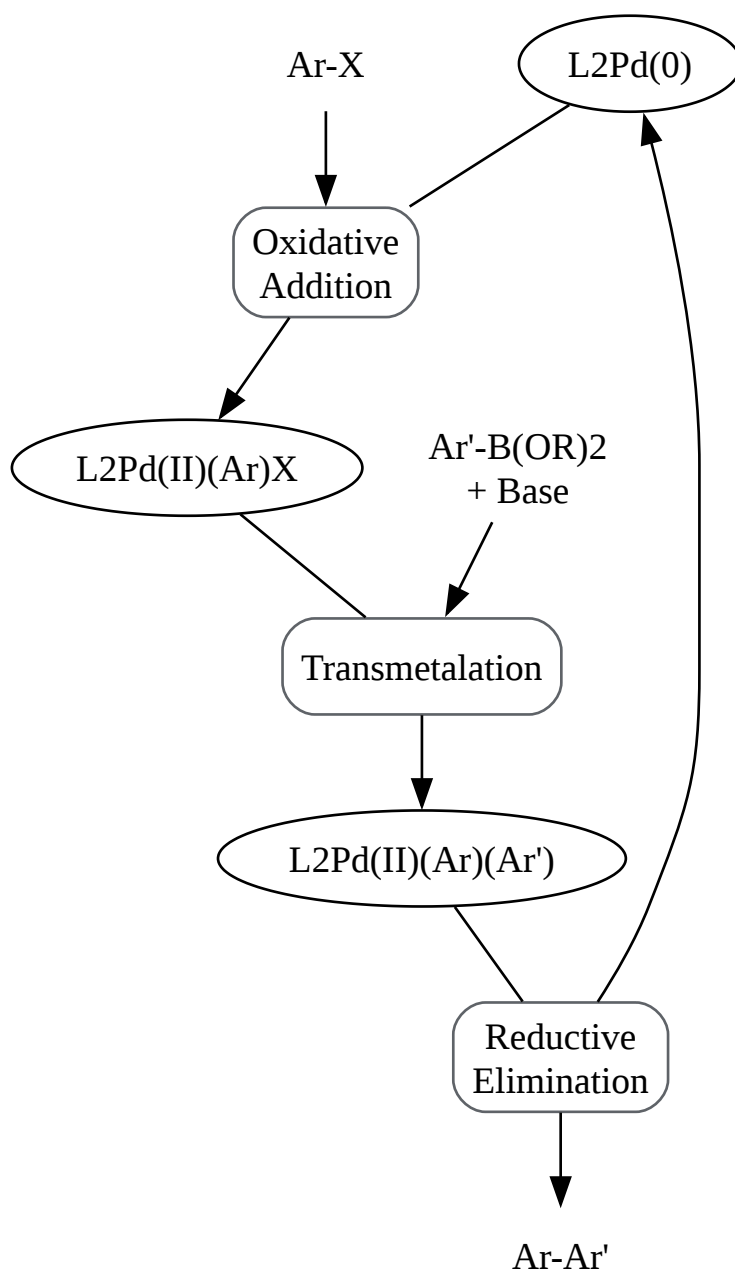 Ar-X
L2Pd(0)
Oxidative
Addition
L2Pd(II)(Ar)X
Ar'-B(OR)2
+ Base
Transmetalation
L2Pd(II)(Ar)(Ar')
Reductive
Elimination
Ar-Ar'